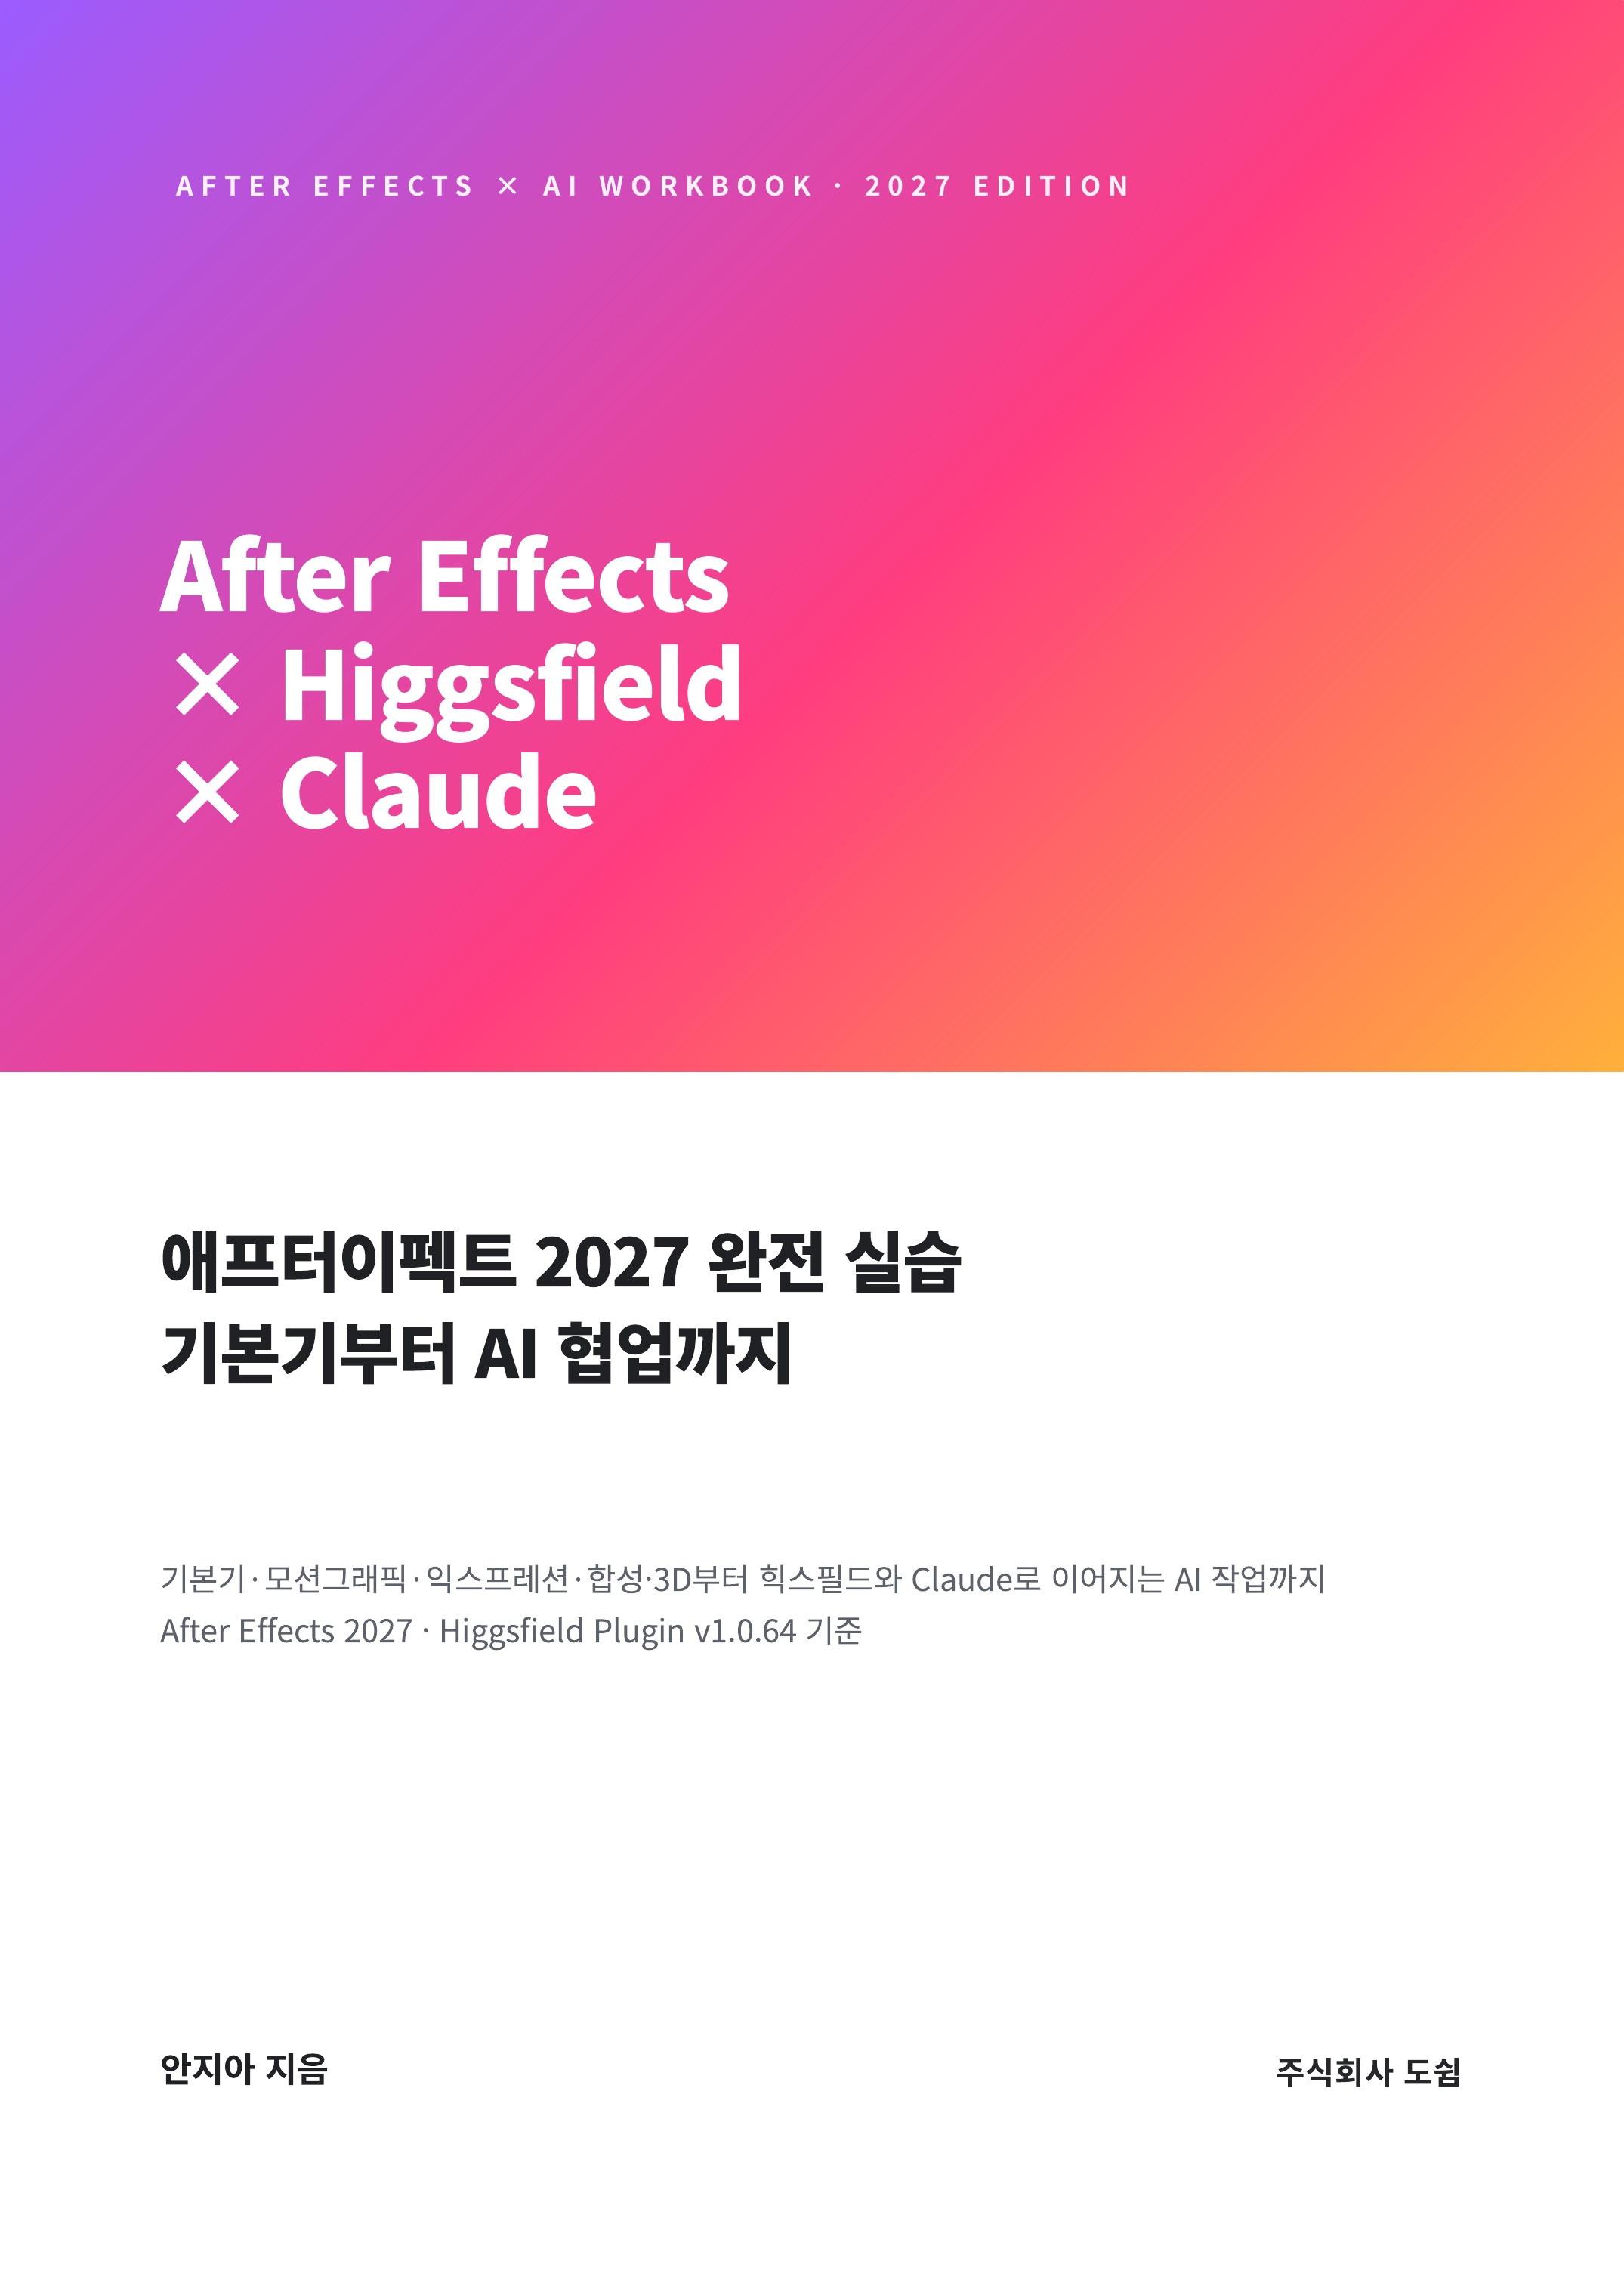 AFTER EFFECTS × AI WORKBOOK · 2027 EDITION
After Effects
× Higgsfield
× Claude
애프터이펙트 2027 완전 실습
기본기부터 AI 협업까지
기본기·모션그래픽·익스프레션·합성·3D부터 힉스필드와 Claude로 이어지는 AI 작업까지
After Effects 2027 · Higgsfield Plugin v1.0.64 기준
안지아 지음
주식회사 도쉼